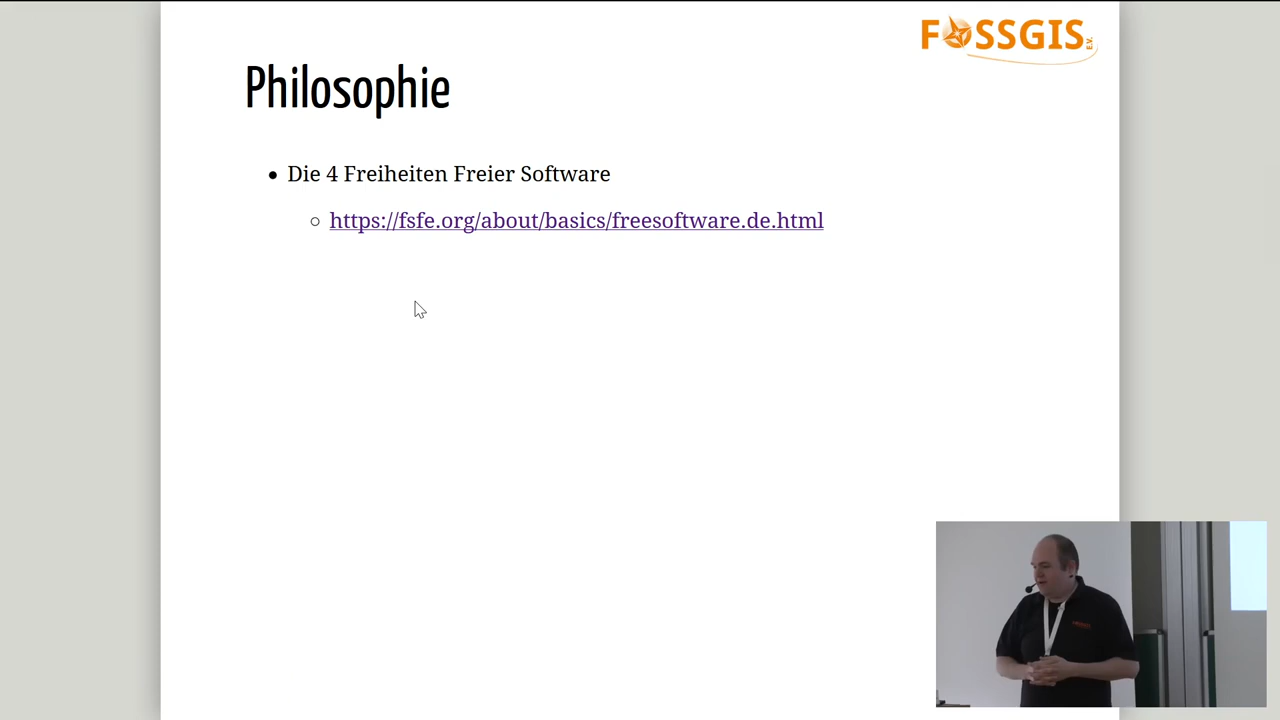 FOSSGIS e.V.
Philosophie
Die 4 Freiheiten Freier Software
https://fsfe.org/about/basics/freesoftware.de.html